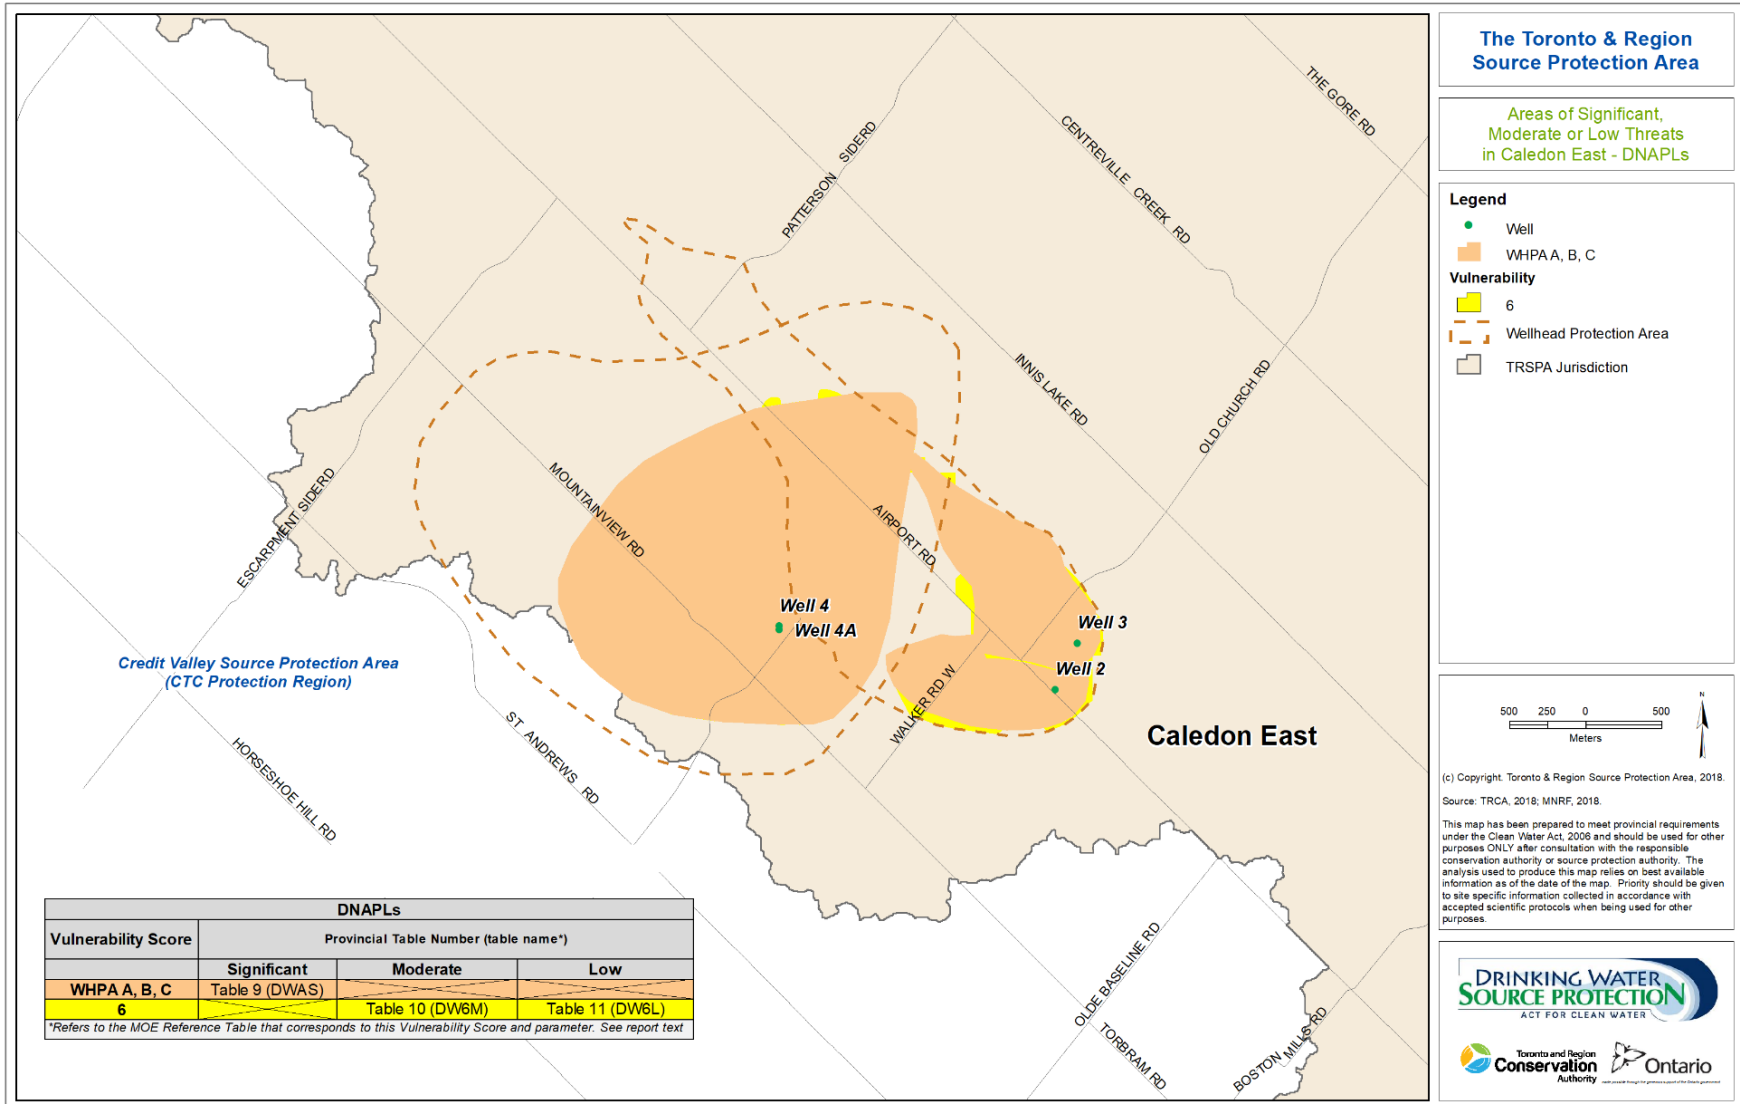 THE GORE RD
CENTREVILLE CREEK RD
PATTERSON SIDERD
INNIS LAKE RD
OLD CHURCH RD
ESCARPMENT SIDERD
MOUNTAINVIEW RD
AIRPORT RD
Well 4
Well 4A
Well 3
Well 2
WALKER RD W
Credit Valley Source Protection Area
(CTC Protection Region)
ST. ANDREWS RD
HORSESHOE HILL RD
Caledon East
OLDE BASELINE RD
TORBRAM RD
BOSTON MILLS RD
DNAPLs
Vulnerability Score Provincial Table Number (table name*)
Significant Moderate Low
WHPA A, B, C Table 9 (DWAS)
6 Table 10 (DW6M) Table 11 (DW6L)
*Refers to the MOE Reference Table that corresponds to this Vulnerability Score and parameter. See report text
The Toronto & Region
Source Protection Area
Areas of Significant,
Moderate or Low Threats
in Caledon East - DNAPLs
Legend
Well
WHPA A, B, C
Vulnerability
6
Wellhead Protection Area
TRSPA Jurisdiction
N
500 250 0 500
Meters
(c) Copyright. Toronto & Region Source Protection Area, 2018.
Source: TRCA, 2018; MNRF, 2018.
This map has been prepared to meet provincial requirements
under the Clean Water Act, 2006 and should be used for other
purposes ONLY after consultation with the responsible
conservation authority or source protection authority. The
analysis used to produce this map relies on best available
information as of the date of the map. Priority should be given
to site specific information collected in accordance with
accepted scientific protocols when being used for other
purposes.
DRINKING WATER
SOURCE PROTECTION
ACT FOR CLEAN WATER
Toronto and Region
Conservation
Authority
Ontario